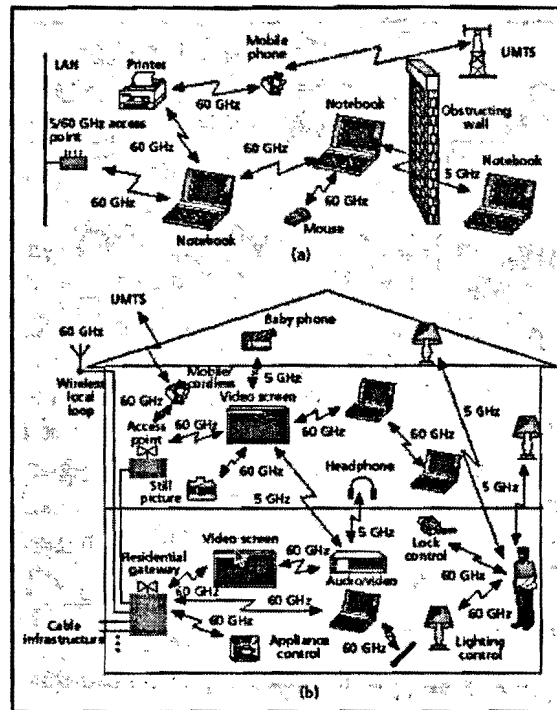 LAN
Printer
Mobile
phone
UMTS
60 GHz
Notebook
Obstructing
wall
5/60 GHz access
point
60 GHz
60 GHz
5 GHz
Notebook
60 GHz
60 GHz
Notebook
Mouse
(a)
UMTS
Baby phone
60 GHz
Mobile/
cordless
5 GHz
Wireless
local
loop
60 GHz
Video screen
5 GHz
Access
point
60 GHz
60 GHz
60 GHz
Still
picture
60 GHz
Headphone
5 GHz
5 GHz
5 GHz
Video screen
Lock
control
Residential
gateway
60 GHz
60 GHz
Audio/video
60 GHz
60 GHz
60 GHz
Cable
infrastructure
60 GHz
Appliance
control
60 GHz
Lighting
control
(b)